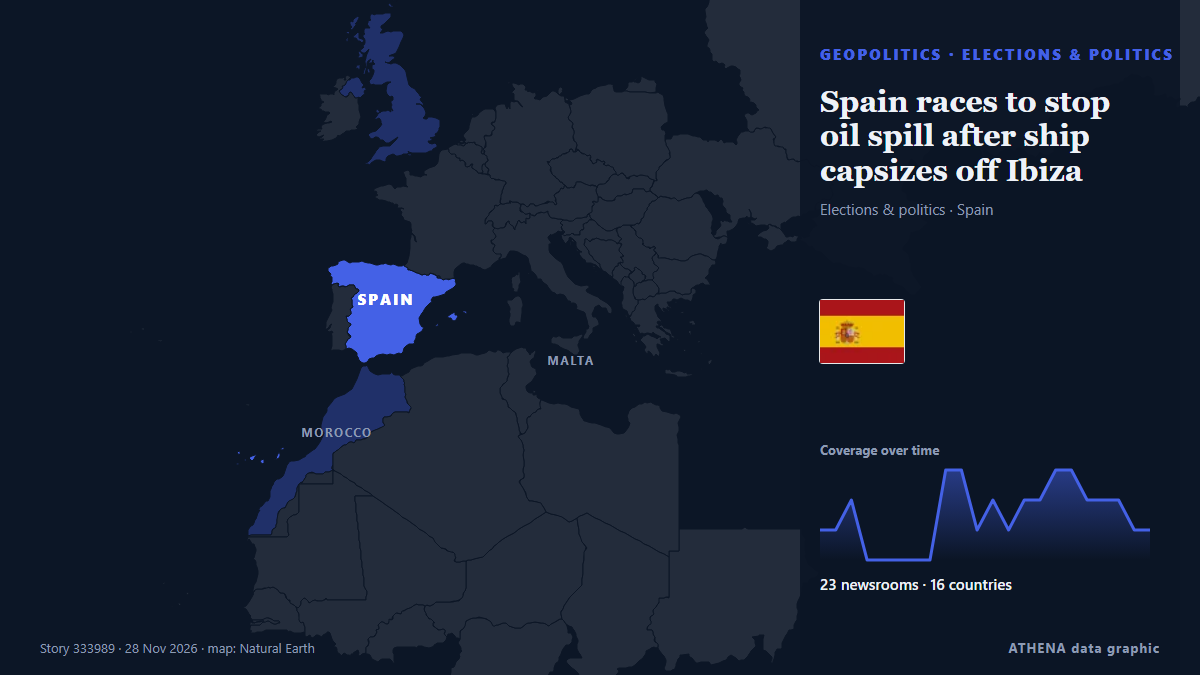 GEOPOLITICS · ELECTIONS & POLITICS
Spain races to stop
oil spill after ship
capsizes off Ibiza
Elections & politics · Spain
SPAIN
MALTA
MOROCCO
Coverage over time
23 newsrooms · 16 countries
Story 333989 · 28 Nov 2026 · map: Natural Earth
ATHENA data graphic